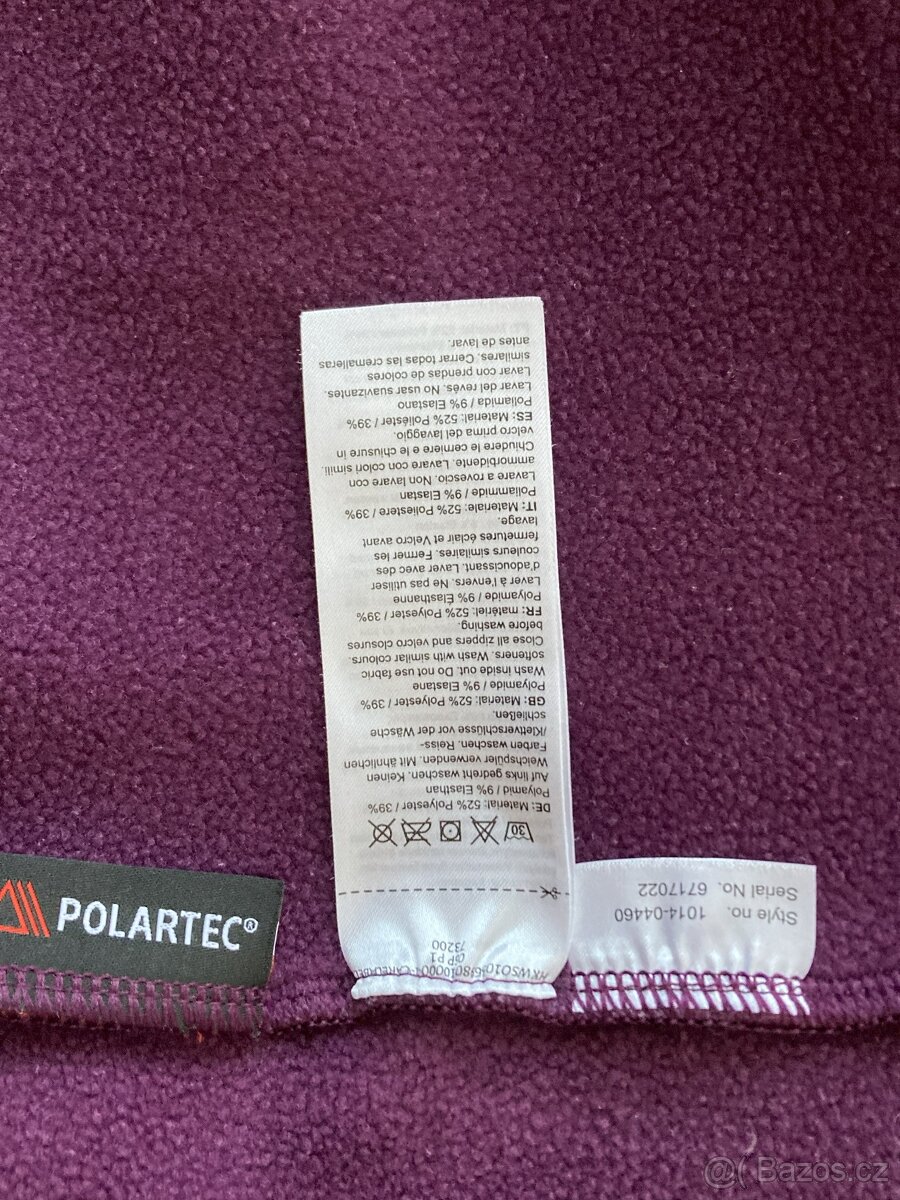 DE: Material: 52% Polyester / 39%
Polyamid / 9% Elasthan
Auf links gedreht waschen. Keinen
Weichspüler verwenden. Mit ähnlichen
Farben waschen. Reiss-
/Klettverschlüsse vor der Wäsche
schließen.
GB: Material: 52% Polyester / 39%
Polyamide / 9% Elastane
Wash inside out. Do not use fabric
softeners. Wash with similar colours.
Close all zippers and velcro closures
before washing.
FR: matériel: 52% Polyester / 39%
Polyamide / 9% Elasthanne
Laver à l'envers. Ne pas utiliser
d'adoucissant. Laver avec des
couleurs similaires. Fermer les
fermetures éclair et Velcro avant
lavage.
IT: Materiale: 52% Poliestere / 39%
Poliammide / 9% Elastan
Lavare a rovescio. Non lavare con
ammorbidente. Lavare con colori simili.
Chiudere le cerniere e le chiusure in
velcro prima del lavaggio.
ES: Material: 52% Poliéster / 39%
Poliamida / 9% Elastano
Lavar del revés. No usar suavizantes.
Lavar con prendas de colores
similares. Cerrar todas las cremalleras
antes de lavar.
30
73200
POLARTEC®
Style no. 1014-04460
Serial No. 6717022
@ Bazos.cz